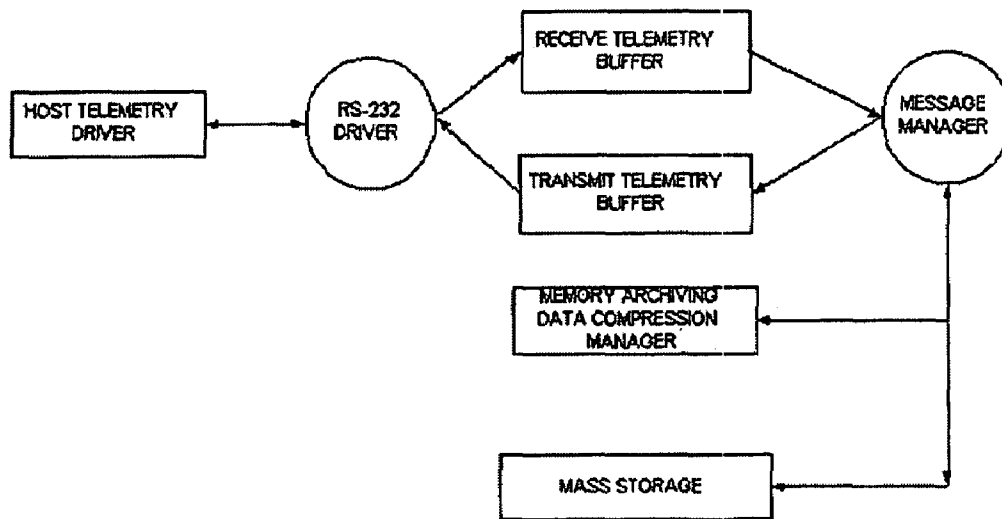 RECEIVE TELEMETRY
BUFFER
HOST TELEMETRY
DRIVER
RS-232
DRIVER
MESSAGE
MANAGER
TRANSMIT TELEMETRY
BUFFER
MEMORY ARCHIVING
DATA COMPRESSION
MANAGER
MASS STORAGE